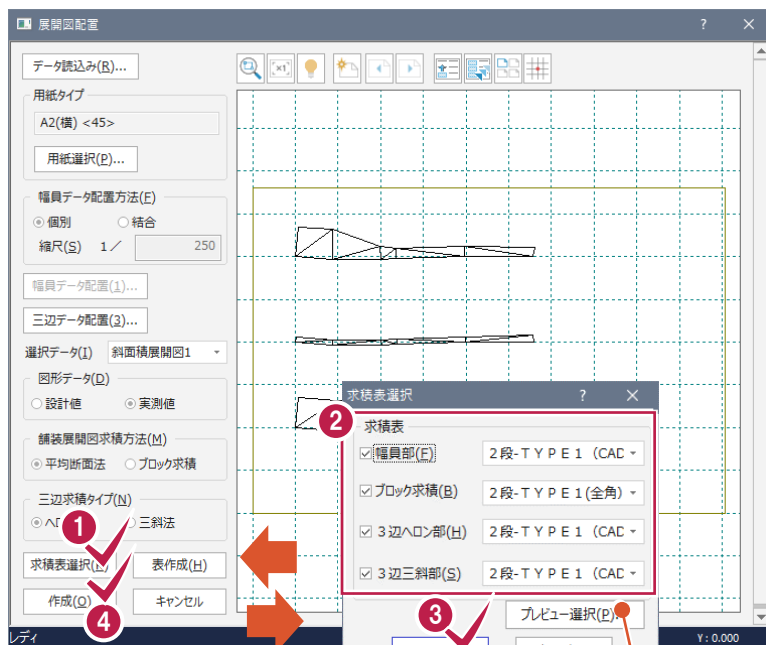 展開図配置
データ読込み(R)...
用紙タイプ
A2(横) <45>
用紙選択(P)...
幅員データ配置方法(F)
個別 結合
縮尺(S) 1／ 250
幅員データ配置(1)...
三辺データ配置(3)...
選択データ(I) 斜面積展開図1
図形データ(D)
設計値 実測値
舗装展開図求積方法(M)
平均断面法 ブロック求積
三辺求積タイプ(N)
1 三斜法
求積表選択 表作成(H)
作成(O) キャンセル
4
レディ
×1
求積表選択
2
求積表
幅員部(F) 2段-ＴＹＰＥ１（CAD
ブロック求積(B) 2段-ＴＹＰＥ１(全角)
３辺ヘロン部(H) 2段-ＴＹＰＥ１（CAD
３辺三斜部(S) 2段-ＴＹＰＥ１（CAD
3
プレビュー選択(P)
Y : 0.000